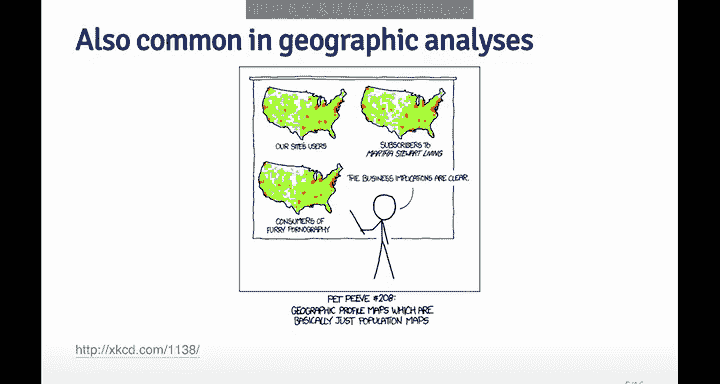 Also common in geographic analyses
OUR SITE'S USERS
SUBSCRIBERS TO
MARTHA STEWART LIVING
THE BUSINESS IMPLICATIONS ARE CLEAR.
CONSUMERS OF
FURRY PORNOGRAPHY
PET PEEVE #208:
GEOGRAPHIC PROFILE MAPS WHICH ARE
BASICALLY JUST POPULATION MAPS
http://xkcd.com/1138/